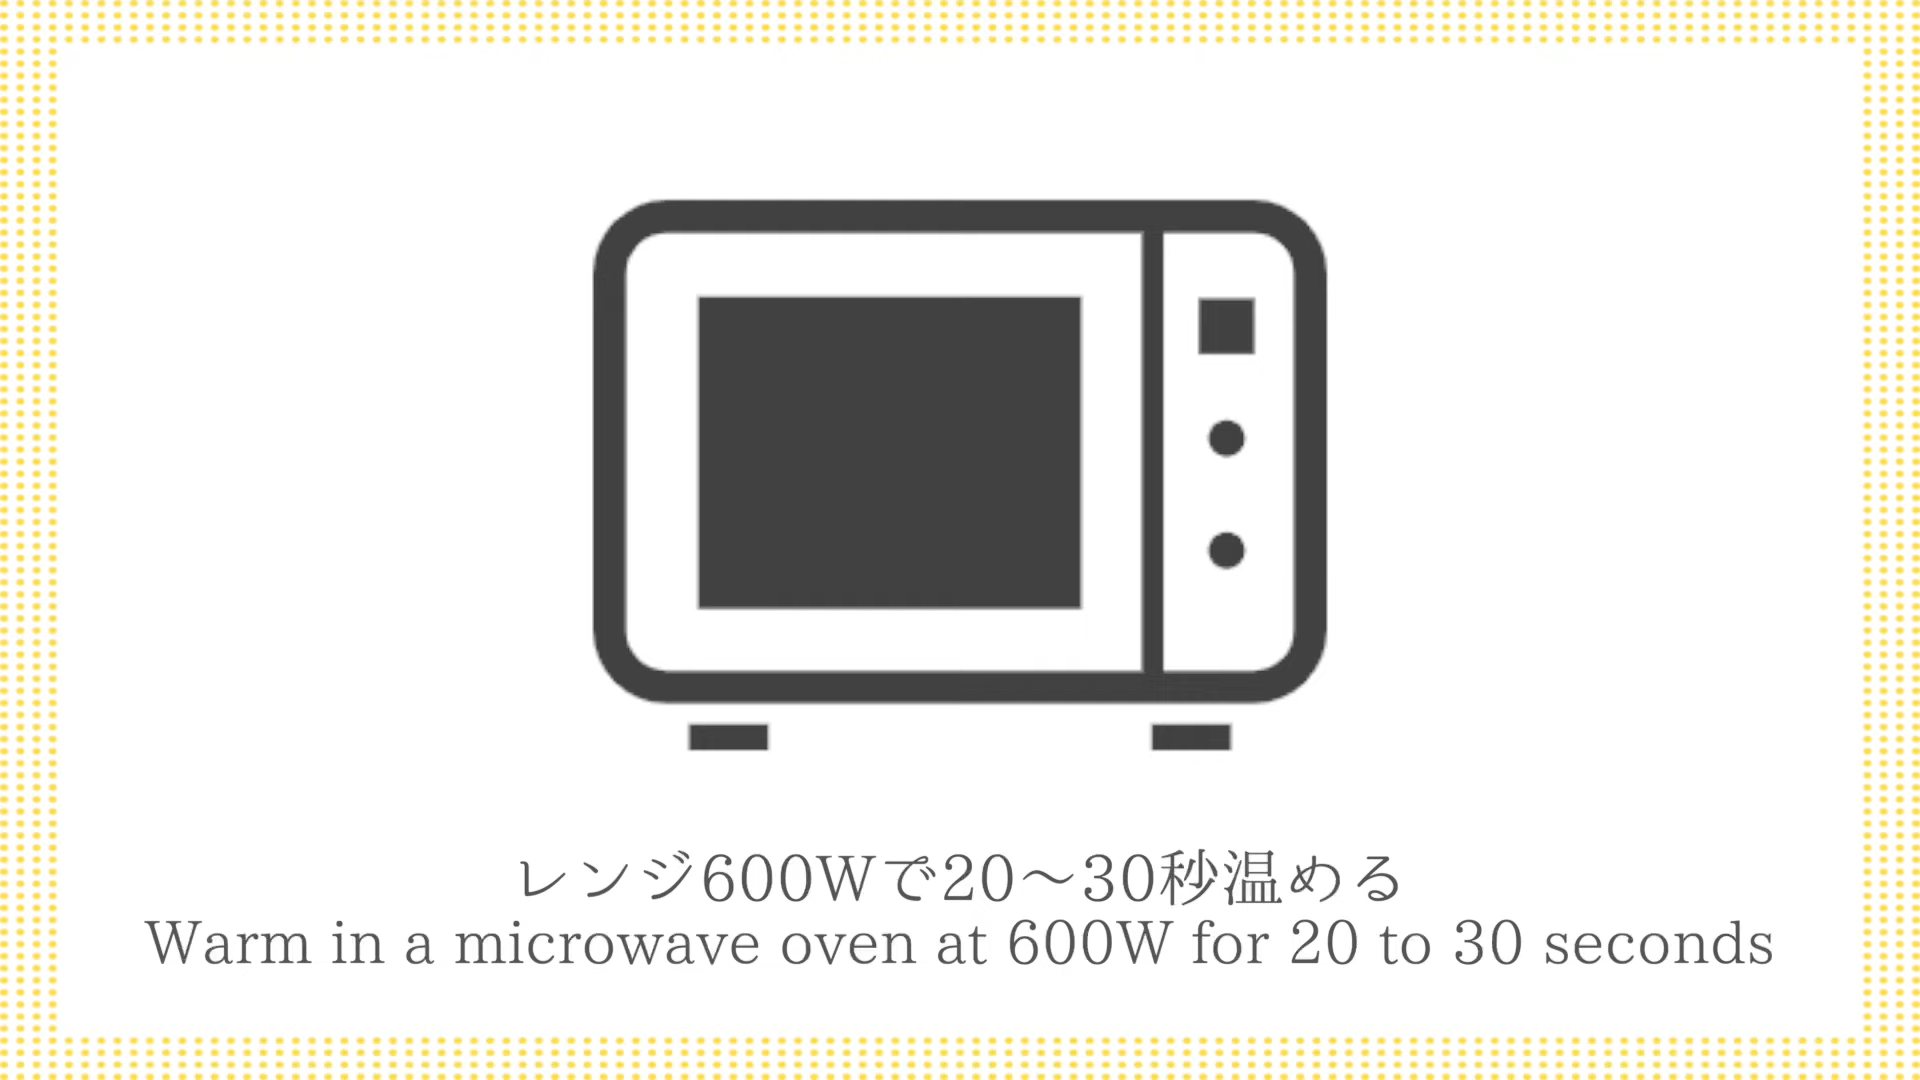 レンジ600Wで20〜30秒温める
Warm in a microwave oven at 600W for 20 to 30 seconds